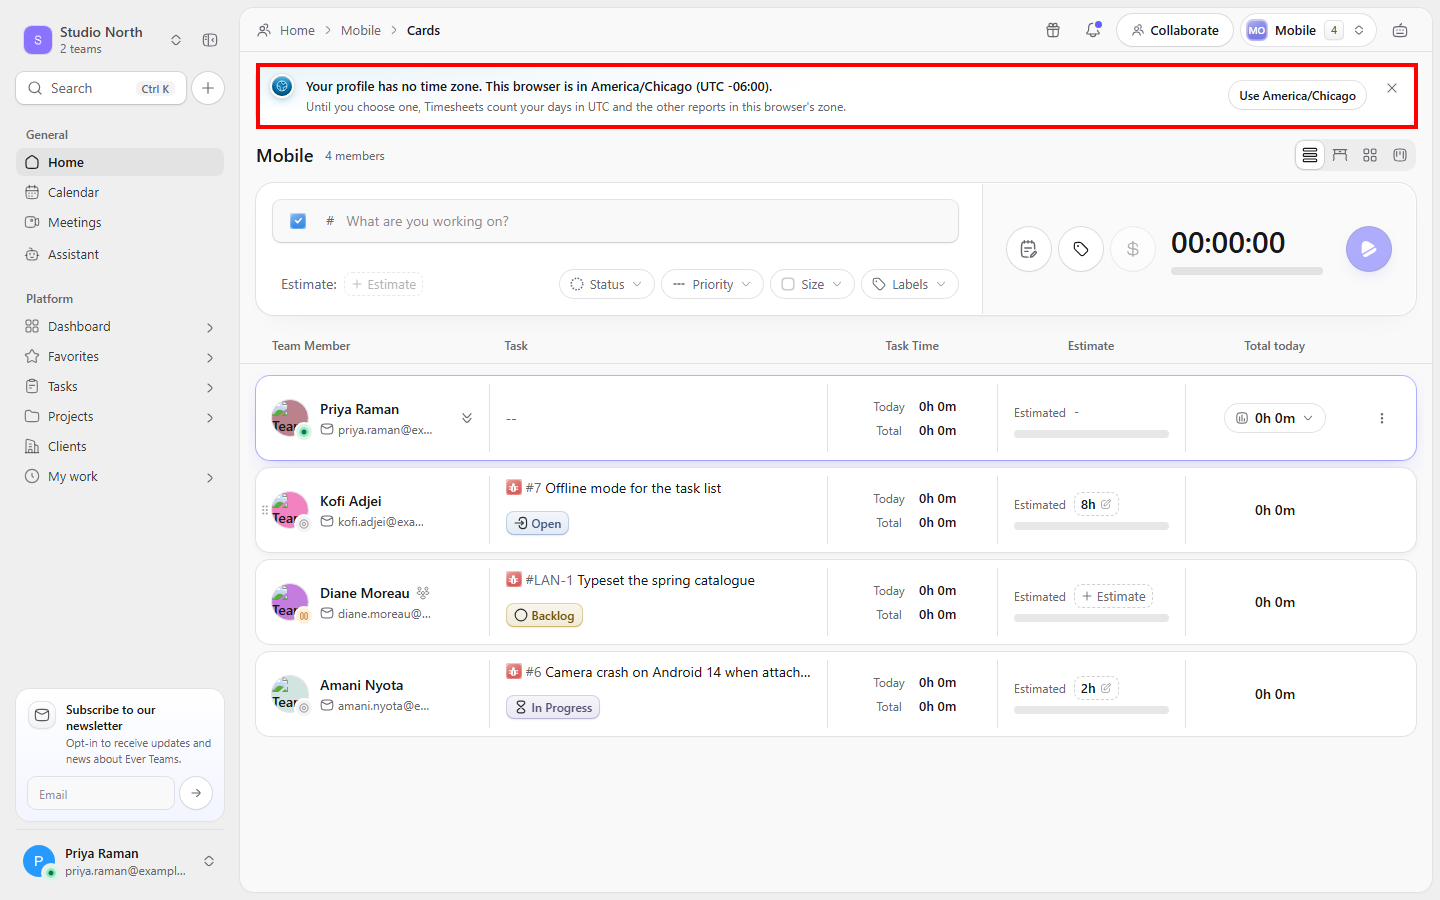 S
Studio North
2 teams
Search
Ctrl K
General
Home
Calendar
Meetings
Assistant
Platform
Dashboard
Favorites
Tasks
Projects
Clients
My work
Subscribe to our
newsletter
Opt-in to receive updates and
news about Ever Teams.
Email
P
Priya Raman
priya.raman@exampl...
Home
Mobile
Cards
Collaborate
MO
Mobile
4
Your profile has no time zone. This browser is in America/Chicago (UTC -06:00).
Until you choose one, Timesheets count your days in UTC and the other reports in this browser's zone.
Use America/Chicago
Mobile
4 members
# What are you working on?
Estimate:
+ Estimate
Status
Priority
Size
Labels
$
00:00:00
Team Member
Task
Task Time
Estimate
Total today
Priya Raman
priya.raman@ex...
--
Today 0h 0m
Total 0h 0m
Estimated -
0h 0m
Kofi Adjei
kofi.adjei@exa...
#7 Offline mode for the task list
Open
Today 0h 0m
Total 0h 0m
Estimated 8h
0h 0m
Diane Moreau
diane.moreau@...
#LAN-1 Typeset the spring catalogue
Backlog
Today 0h 0m
Total 0h 0m
Estimated + Estimate
0h 0m
Amani Nyota
amani.nyota@e...
#6 Camera crash on Android 14 when attach...
In Progress
Today 0h 0m
Total 0h 0m
Estimated 2h
0h 0m